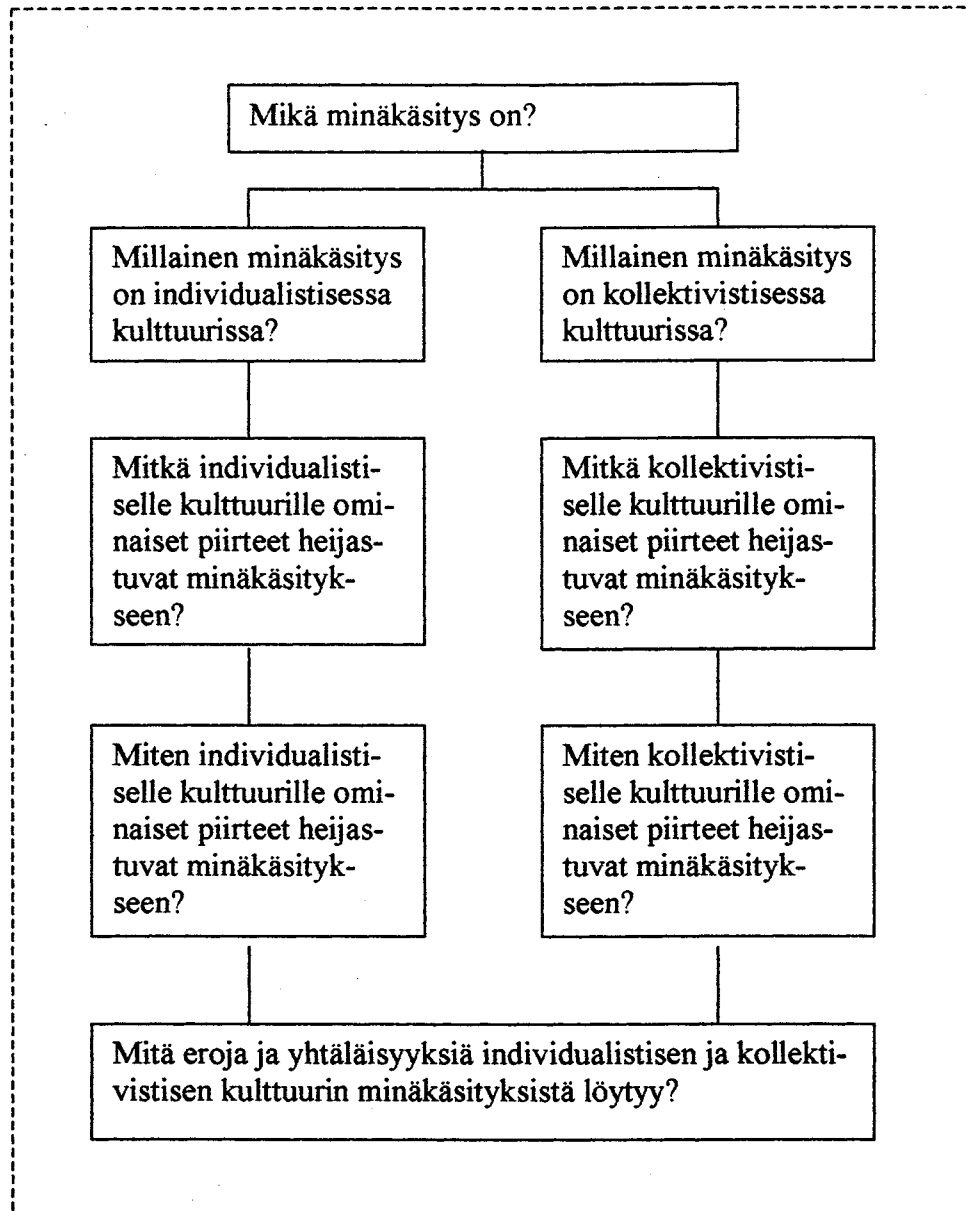 Mikä minäkäsitys on?
Millainen minäkäsitys
on individualistisessa
kulttuurissa?
Millainen minäkäsitys
on kollektivistisessa
kulttuurissa?
Mitkä individualisti-
selle kulttuurille omi-
naiset piirteet heijas-
tuvat minäkäsityk-
seen?
Mitkä kollektivisti-
selle kulttuurille omi-
naiset piirteet heijas-
tuvat minäkäsityk-
seen?
Miten individualisti-
selle kulttuurille omi-
naiset piirteet heijas-
tuvat minäkäsityk-
seen?
Miten kollektivisti-
selle kulttuurille omi-
naiset piirteet heijas-
tuvat minäkäsityk-
seen?
Mitä eroja ja yhtäläisyyksiä individualistisen ja kollekti-
vistisen kulttuurin minäkäsityksistä löytyy?